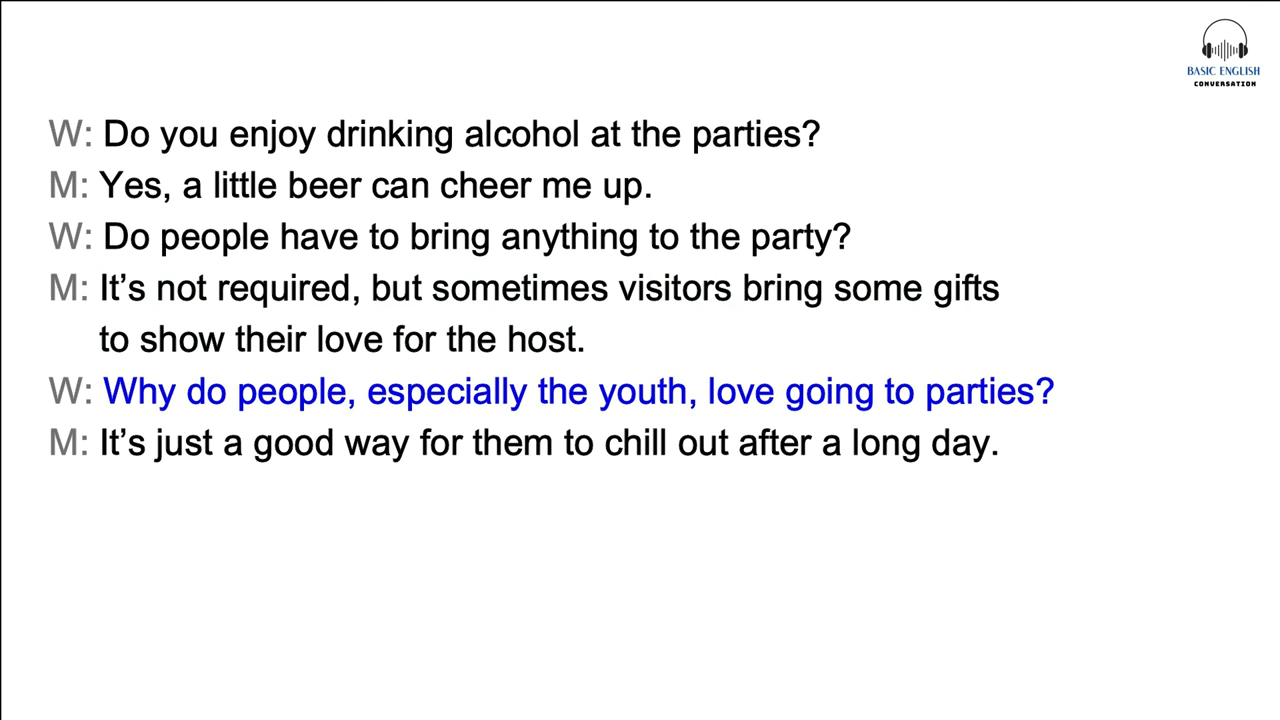 BASIC ENGLISH
CONVERSATION
W: Do you enjoy drinking alcohol at the parties?
M: Yes, a little beer can cheer me up.
W: Do people have to bring anything to the party?
M: It’s not required, but sometimes visitors bring some gifts
to show their love for the host.
W: Why do people, especially the youth, love going to parties?
M: It’s just a good way for them to chill out after a long day.